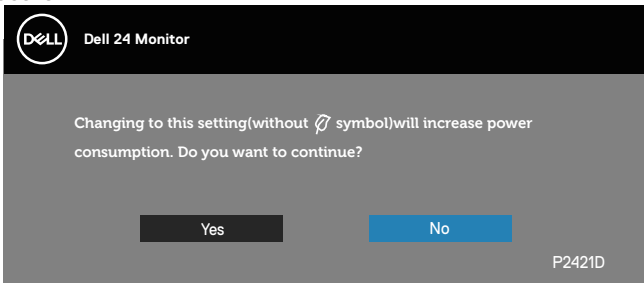 DELL
Dell 24 Monitor
Changing to this setting(without symbol)will increase power
consumption. Do you want to continue?
Yes
No
P2421D